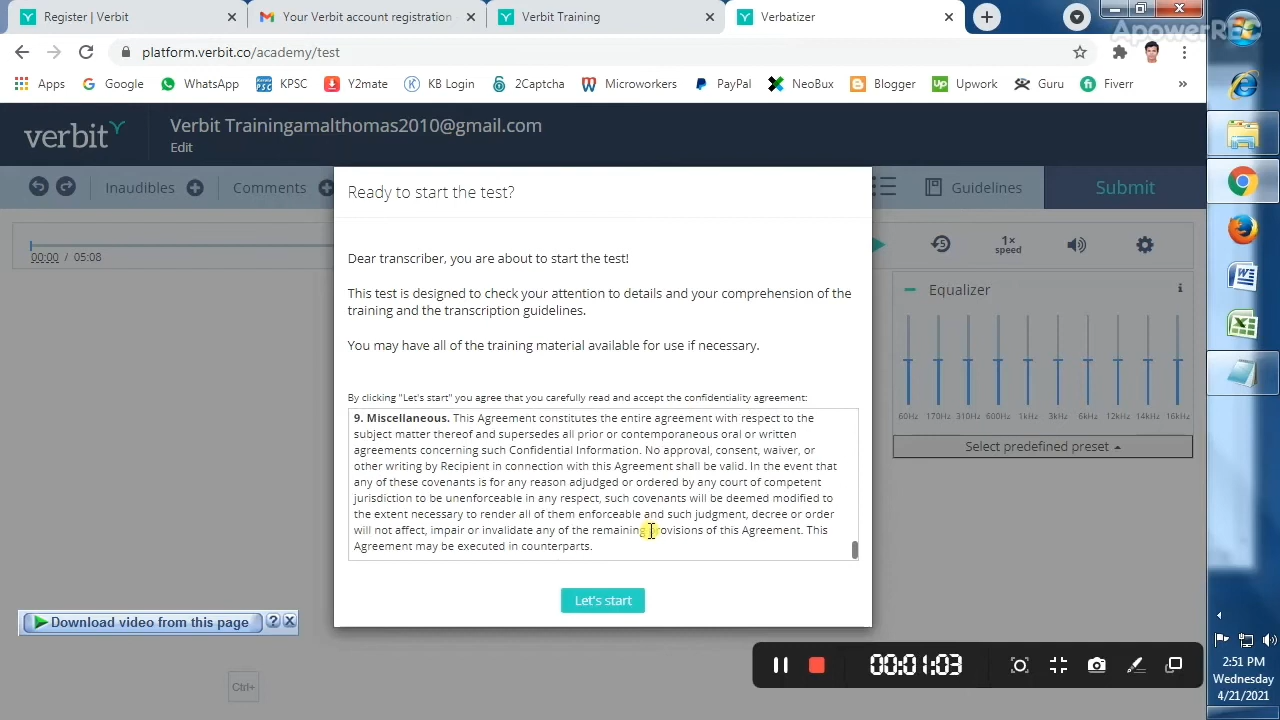 Register | Verbit
Your Verbit account registration
Verbit Training
Verbatizer
ApowerREC
platform.verbit.co/academy/test
Apps Google WhatsApp KPSC Y2mate KB Login 2Captcha Microworkers PayPal NeoBux Blogger Upwork Guru Fiverr »
verbit
Verbit Trainingamalthomas2010@gmail.com
Edit
Inaudibles
Comments
Guidelines
Submit
Ready to start the test?
00:00 / 05:08
5
1×
speed
Equalizer
i
60Hz 170Hz 310Hz 600Hz 1kHz 3kHz 6kHz 12kHz 14kHz 16kHz
Select predefined preset
Dear transcriber, you are about to start the test!
This test is designed to check your attention to details and your comprehension of the
training and the transcription guidelines.
You may have all of the training material available for use if necessary.
By clicking "Let's start" you agree that you carefully read and accept the confidentiality agreement:
9. Miscellaneous. This Agreement constitutes the entire agreement with respect to the
subject matter thereof and supersedes all prior or contemporaneous oral or written
agreements concerning such Confidential Information. No approval, consent, waiver, or
other writing by Recipient in connection with this Agreement shall be valid. In the event that
any of these covenants is for any reason adjudged or ordered by any court of competent
jurisdiction to be unenforceable in any respect, such covenants will be deemed modified to
the extent necessary to render all of them enforceable and such judgment, decree or order
will not affect, impair or invalidate any of the remaining provisions of this Agreement. This
Agreement may be executed in counterparts.
Let's start
Download video from this page
?
Ctrl+
00:01:03
2:51 PM
Wednesday
4/21/2021